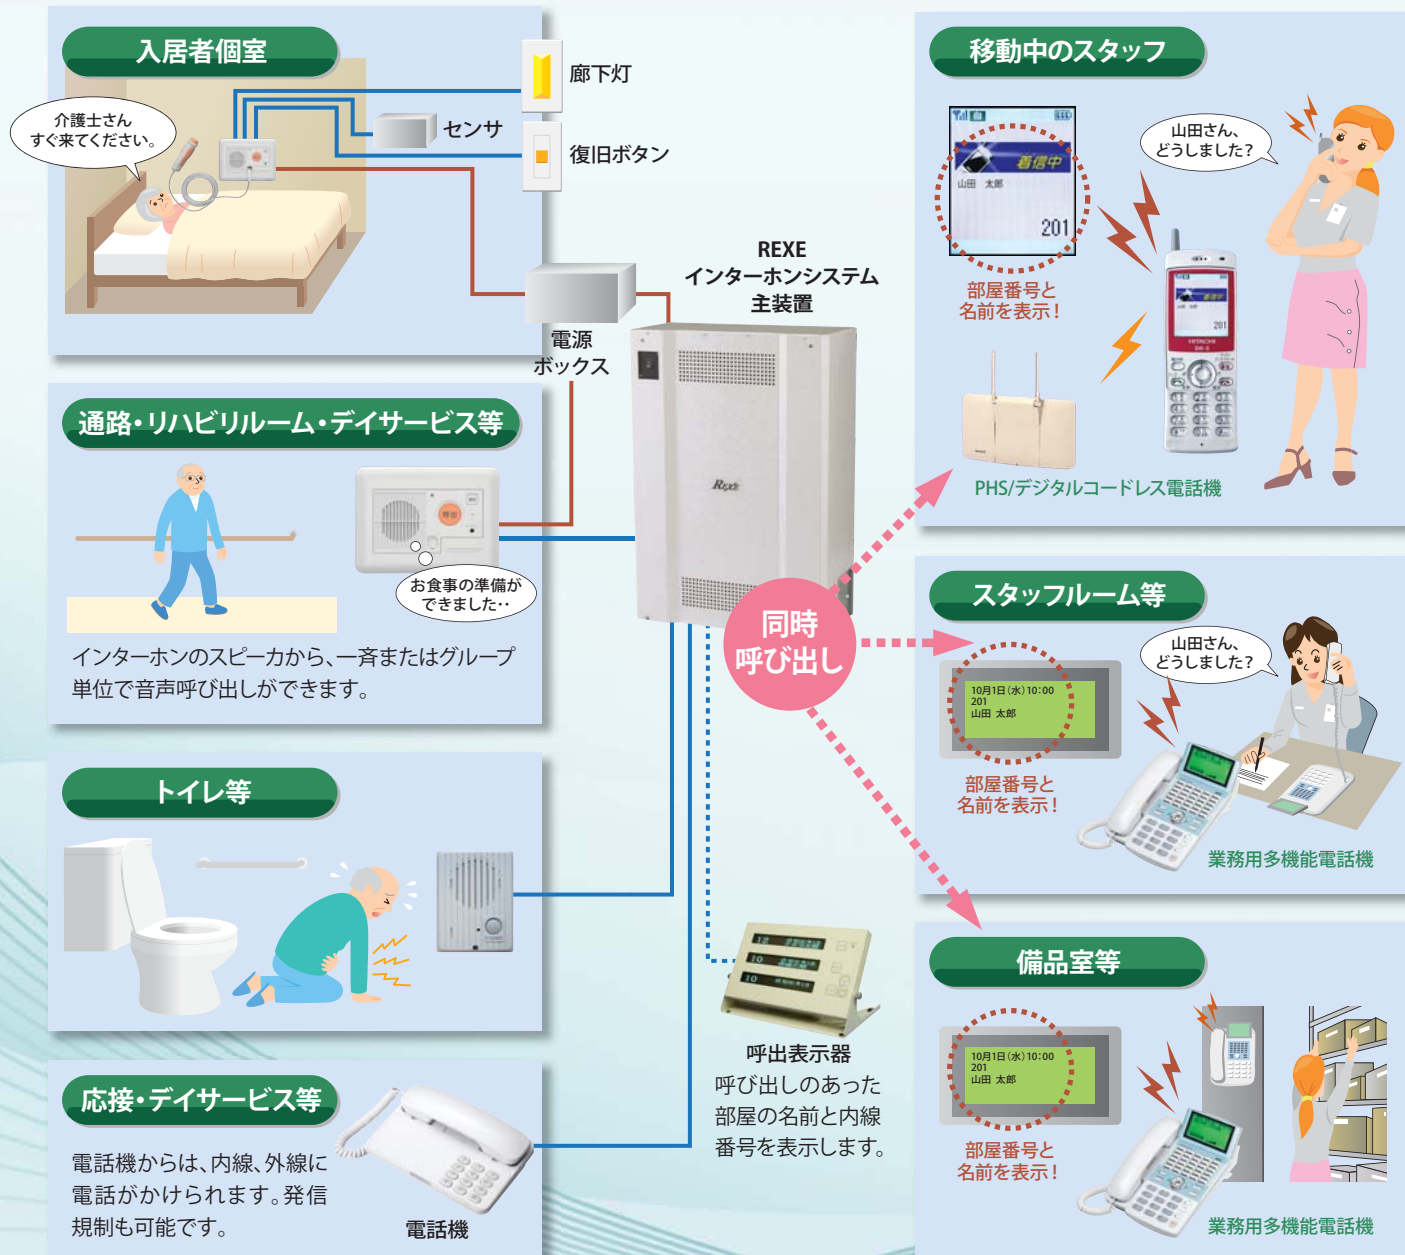 入居者個室
介護士さん
すぐ来てください。
廊下灯
センサ
復旧ボタン
電源
ボックス
REXE
インターホンシステム
主装置
REXE
通路・リハビリルーム・デイサービス等
呼出
お食事の準備が
できました・・
インターホンのスピーカから、一斉またはグループ
単位で音声呼び出しができます。
トイレ等
応接・デイサービス等
電話機からは、内線、外線に
電話がかけられます。発信
規制も可能です。
電話機
同時
呼び出し
呼出表示器
呼び出しのあった
部屋の名前と内線
番号を表示します。
移動中のスタッフ
着信中
山田 太郎
201
部屋番号と
名前を表示!
山田さん、
どうしました?
着信中
201
HITACHI
PHS/デジタルコードレス電話機
スタッフルーム等
山田さん、
どうしました?
10月1日(水)10:00
201
山田 太郎
部屋番号と
名前を表示!
業務用多機能電話機
備品室等
10月1日(水)10:00
201
山田 太郎
部屋番号と
名前を表示!
業務用多機能電話機